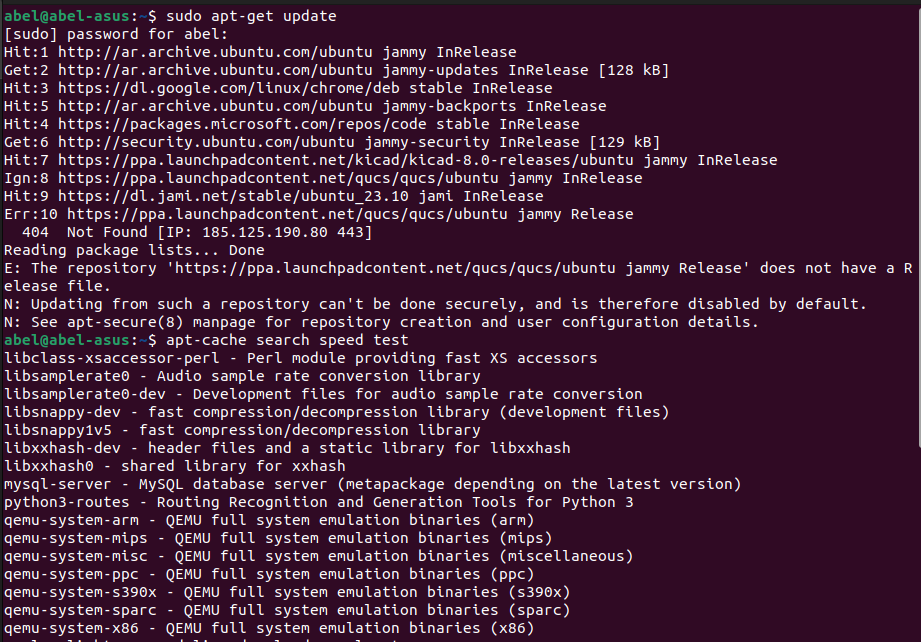 abel@abel-asus:~$ sudo apt-get update
[sudo] password for abel:
Hit:1 http://ar.archive.ubuntu.com/ubuntu jammy InRelease
Get:2 http://ar.archive.ubuntu.com/ubuntu jammy-updates InRelease [128 kB]
Hit:3 https://dl.google.com/linux/chrome/deb stable InRelease
Hit:5 http://ar.archive.ubuntu.com/ubuntu jammy-backports InRelease
Hit:4 https://packages.microsoft.com/repos/code stable InRelease
Get:6 http://security.ubuntu.com/ubuntu jammy-security InRelease [129 kB]
Hit:7 https://ppa.launchpadcontent.net/kicad/kicad-8.0-releases/ubuntu jammy InRelease
Ign:8 https://ppa.launchpadcontent.net/qucs/qucs/ubuntu jammy InRelease
Hit:9 https://dl.jami.net/stable/ubuntu_23.10 jami InRelease
Err:10 https://ppa.launchpadcontent.net/qucs/qucs/ubuntu jammy Release
  404  Not Found [IP: 185.125.190.80 443]
Reading package lists... Done
E: The repository 'https://ppa.launchpadcontent.net/qucs/qucs/ubuntu jammy Release' does not have a R
elease file.
N: Updating from such a repository can't be done securely, and is therefore disabled by default.
N: See apt-secure(8) manpage for repository creation and user configuration details.
abel@abel-asus:~$ apt-cache search speed test
libclass-xsaccessor-perl - Perl module providing fast XS accessors
libsamplerate0 - Audio sample rate conversion library
libsamplerate0-dev - Development files for audio sample rate conversion
libsnappy-dev - fast compression/decompression library (development files)
libsnappy1v5 - fast compression/decompression library
libxxhash-dev - header files and a static library for libxxhash
libxxhash0 - shared library for xxhash
mysql-server - MySQL database server (metapackage depending on the latest version)
python3-routes - Routing Recognition and Generation Tools for Python 3
qemu-system-arm - QEMU full system emulation binaries (arm)
qemu-system-mips - QEMU full system emulation binaries (mips)
qemu-system-misc - QEMU full system emulation binaries (miscellaneous)
qemu-system-ppc - QEMU full system emulation binaries (ppc)
qemu-system-s390x - QEMU full system emulation binaries (s390x)
qemu-system-sparc - QEMU full system emulation binaries (sparc)
qemu-system-x86 - QEMU full system emulation binaries (x86)